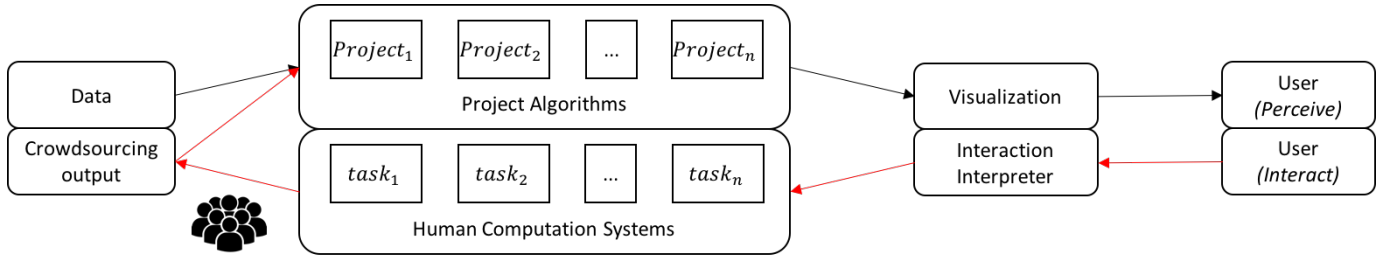 Data
Crowdsourcing
output
Project₁ Project₂ ... Projectₙ
Project Algorithms
task₁ task₂ ... taskₙ
Human Computation Systems
Visualization
Interaction
Interpreter
User
(Perceive)
User
(Interact)